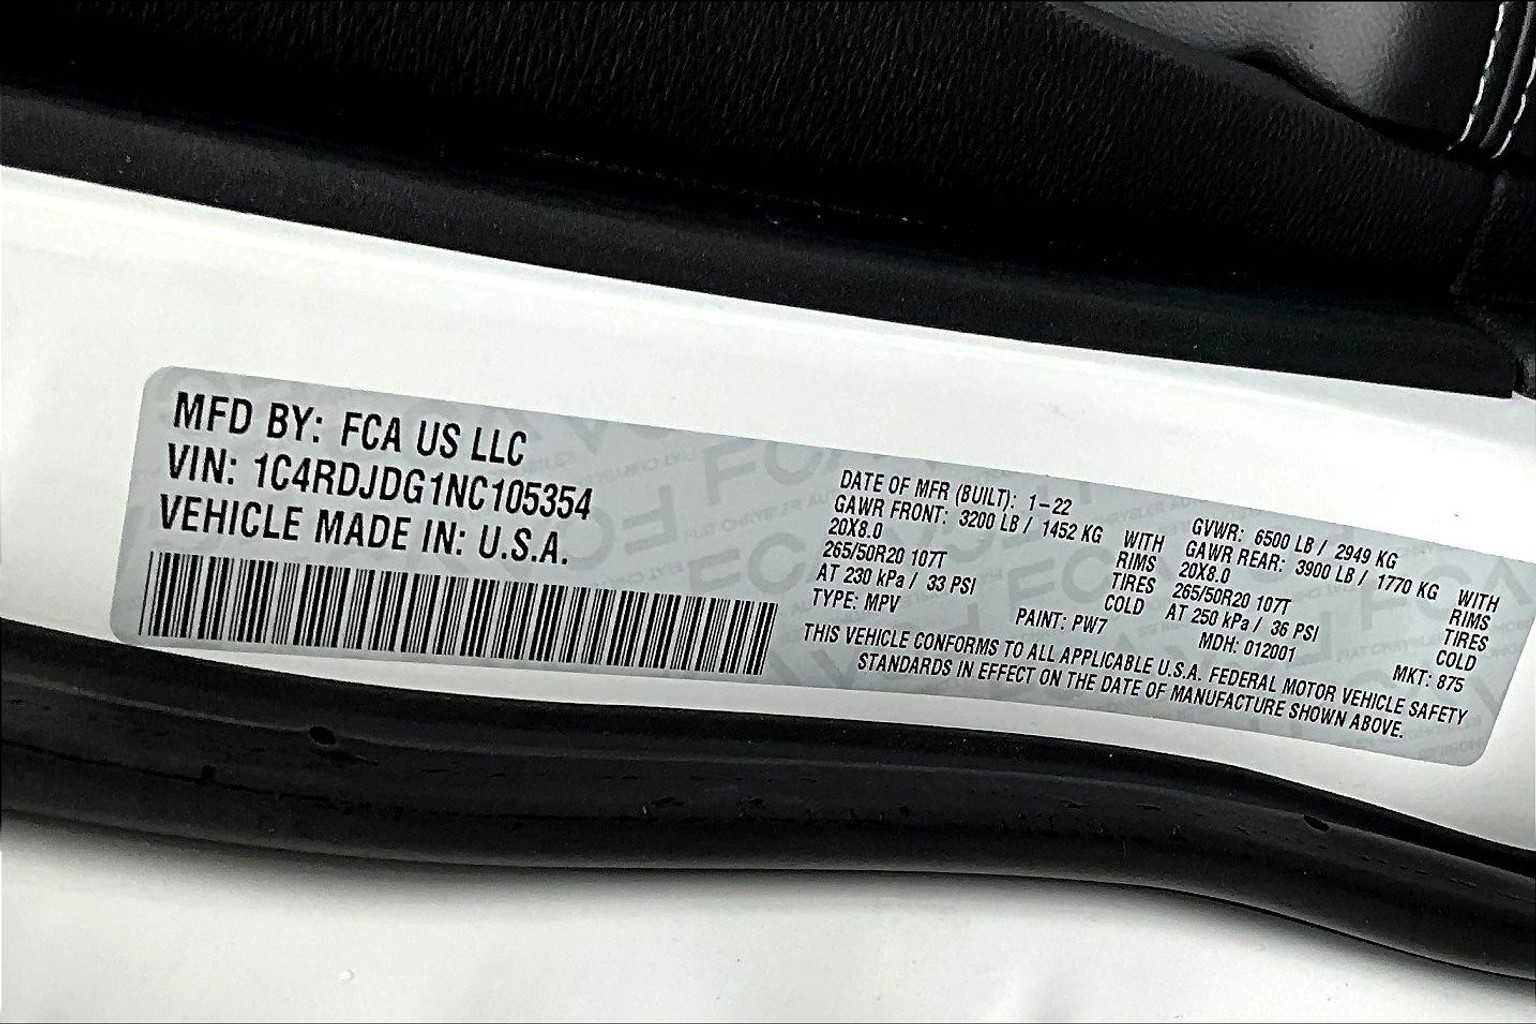 MFD BY: FCA US LLC
VIN: 1C4RDJDG1NC105354
VEHICLE MADE IN: U.S.A.
DATE OF MFR (BUILT): 1-22
GAWR FRONT: 3200 LB / 1452 KG WITH
20X8.0 RIMS
265/50R20 107T TIRES
AT 230 kPa / 33 PSI COLD
TYPE: MPV PAINT: PW7
GVWR: 6500 LB / 2949 KG
GAWR REAR: 3900 LB / 1770 KG WITH
20X8.0 RIMS
265/50R20 107T TIRES
AT 250 kPa / 36 PSI COLD
MDH: 012001 MKT: 875
THIS VEHICLE CONFORMS TO ALL APPLICABLE U.S.A. FEDERAL MOTOR VEHICLE SAFETY
STANDARDS IN EFFECT ON THE DATE OF MANUFACTURE SHOWN ABOVE.